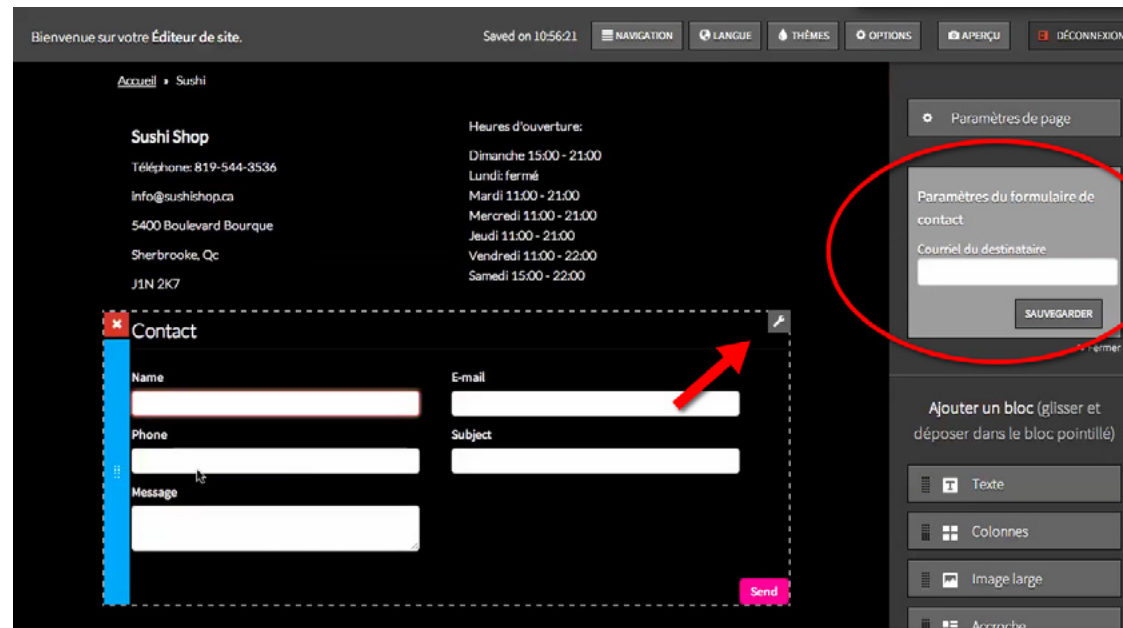 Bienvenue sur votre Éditeur de site.
Saved on 10:56:21
NAVIGATION
LANGUE
THÈMES
OPTIONS
APERÇU
DÉCONNEXION
Accueil » Sushi
Sushi Shop
Téléphone: 819-544-3536
info@sushishop.ca
5400 Boulevard Bourque
Sherbrooke, Qc
J1N 2K7
Heures d'ouverture:
Dimanche 15:00 - 21:00
Lundi: fermé
Mardi 11:00 - 21:00
Mercredi 11:00 - 21:00
Jeudi 11:00 - 21:00
Vendredi 11:00 - 22:00
Samedi 15:00 - 22:00
Contact
Name
E-mail
Phone
Subject
Message
Send
Paramètres de page
Paramètres du formulaire de
contact
Courriel du destinataire
SAUVEGARDER
Fermer
Ajouter un bloc (glisser et
déposer dans le bloc pointillé)
Texte
Colonnes
Image large
Accroche